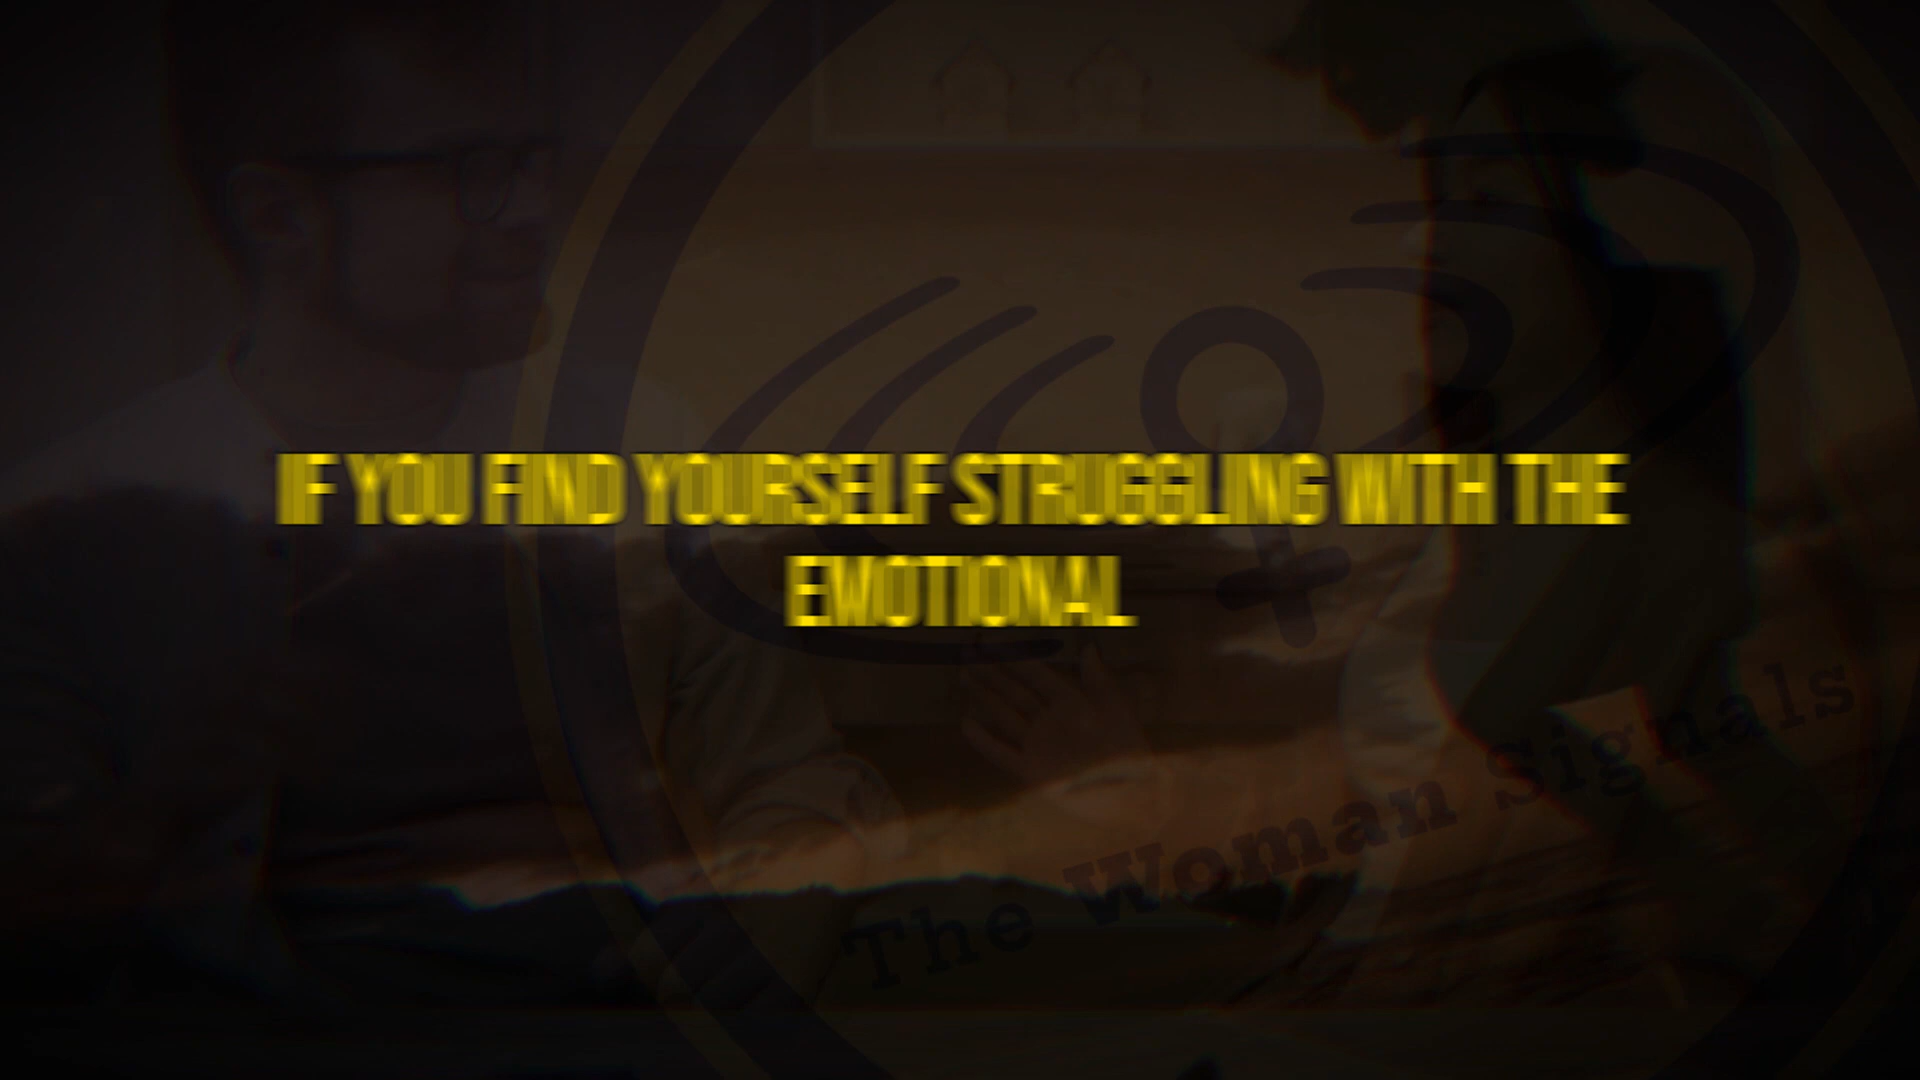 IF YOU FIND YOURSELF STRUGGLING WITH THE
EMOTIONAL
The Woman Signals